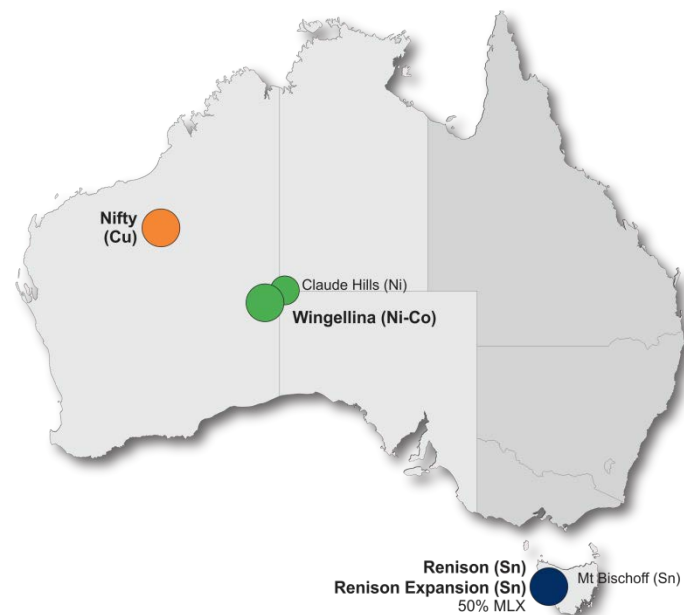 Nifty
(Cu)
Claude Hills (Ni)
Wingellina (Ni-Co)
Renison (Sn)
Renison Expansion (Sn)
50% MLX
Mt Bischoff (Sn)